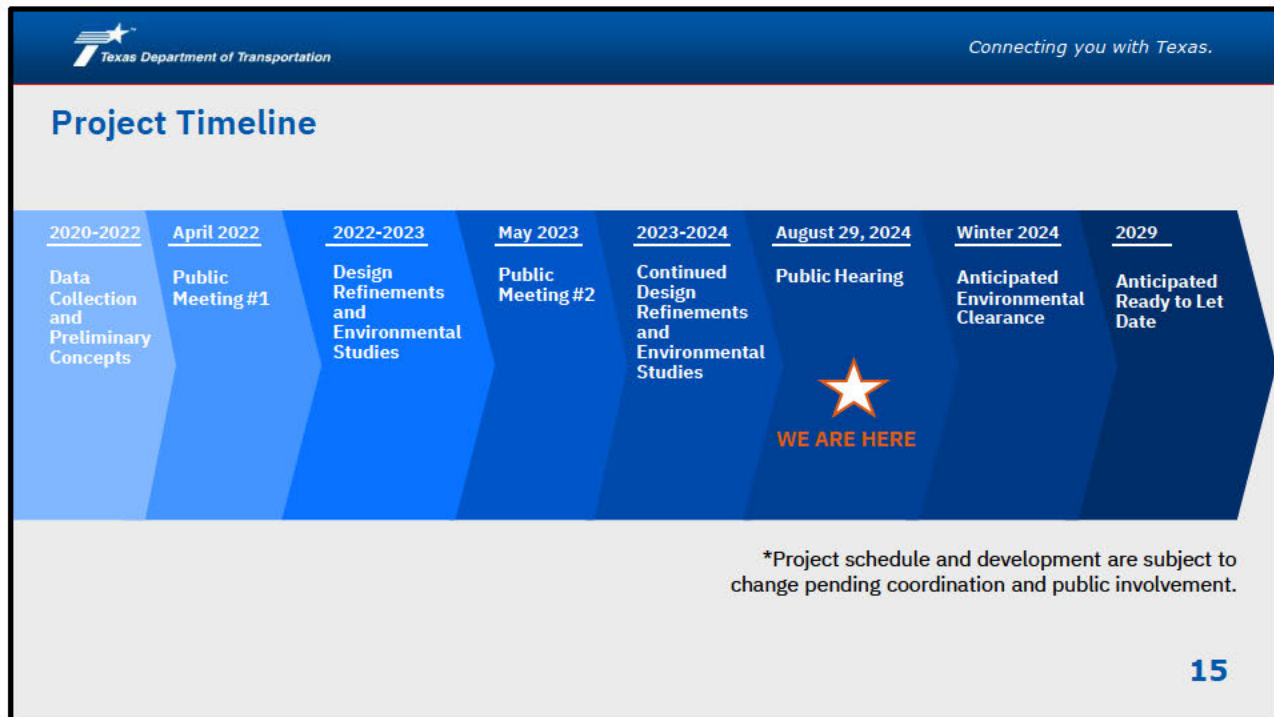 Texas Department of Transportation
Connecting you with Texas.
Project Timeline
2020-2022
Data
Collection
and
Preliminary
Concepts
April 2022
Public
Meeting #1
2022-2023
Design
Refinements
and
Environmental
Studies
May 2023
Public
Meeting #2
2023-2024
Continued
Design
Refinements
and
Environmental
Studies
August 29, 2024
Public Hearing
WE ARE HERE
Winter 2024
Anticipated
Environmental
Clearance
2029
Anticipated
Ready to Let
Date
*Project schedule and development are subject to
change pending coordination and public involvement.
15